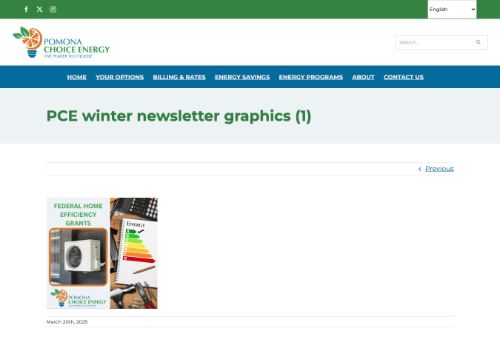 English
POMONA
CHOICE ENERGY
THE POWER TO CHOOSE
Search...
HOME YOUR OPTIONS BILLING & RATES ENERGY SAVINGS ENERGY PROGRAMS ABOUT CONTACT US
PCE winter newsletter graphics (1)
Previous
FEDERAL HOME
EFFICIENCY
GRANTS
ENERGY
POMONA
CHOICE ENERGY
March 20th, 2025